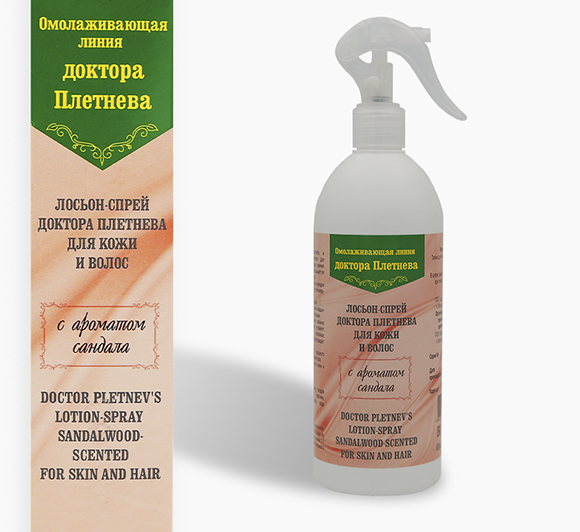 Омолаживающая
линия
доктора
Плетнева
ЛОСЬОН-СПРЕЙ
ДОКТОРА ПЛЕТНЕВА
ДЛЯ КОЖИ
И ВОЛОС
с ароматом
сандала
DOCTOR PLETNEV'S
LOTION-SPRAY
SANDALWOOD-
SCENTED
FOR SKIN AND HAIR
Омолаживающая линия
доктора Плетнева
ЛОСЬОН-СПРЕЙ
ДОКТОРА ПЛЕТНЕВА
ДЛЯ КОЖИ
И ВОЛОС
с ароматом
сандала
DOCTOR PLETNEV'S
LOTION-SPRAY
SANDALWOOD-SCENTED
FOR SKIN AND HAIR